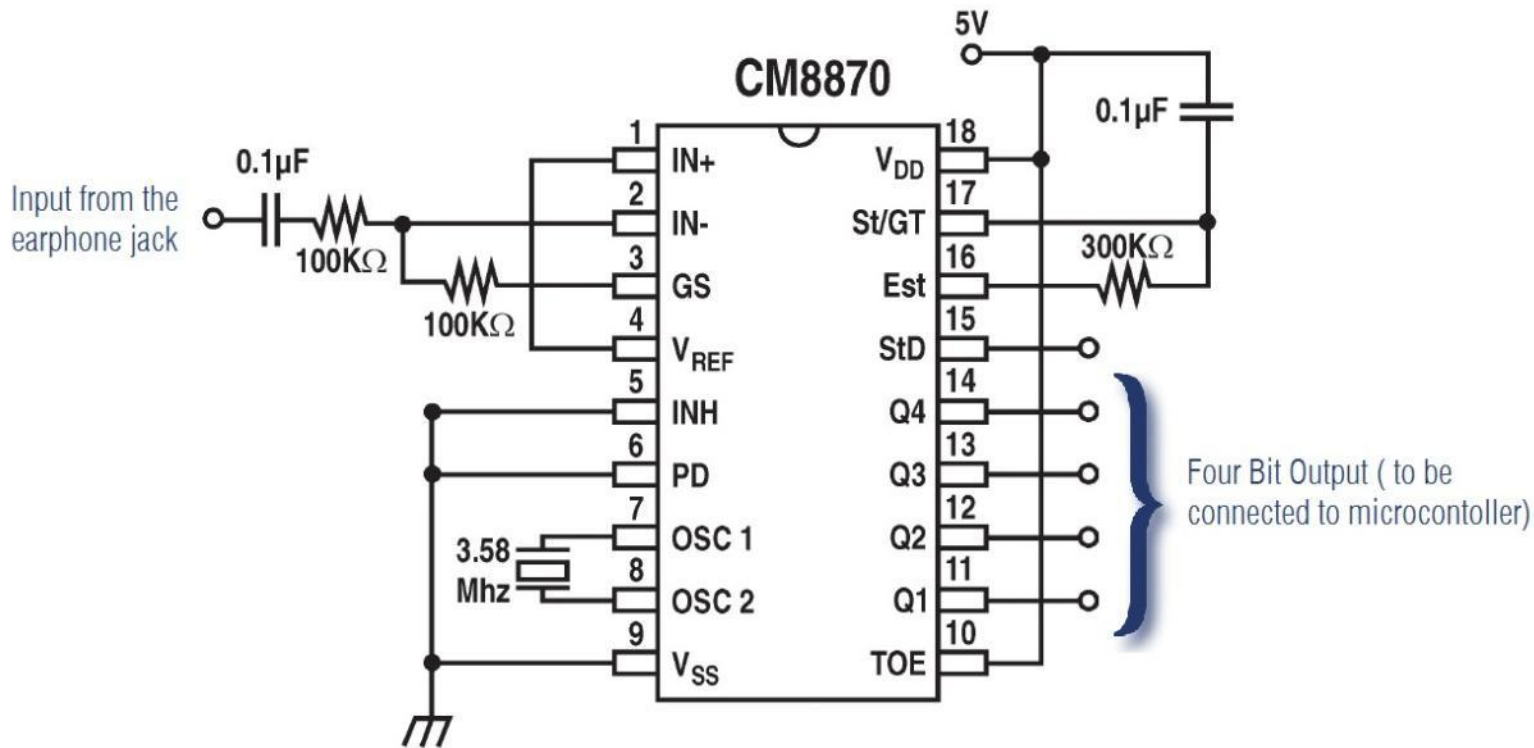 5V
CM8870
0.1µF
0.1µF
Input from the
earphone jack
100KΩ
100KΩ
300KΩ
1
IN+
2
IN-
3
GS
4
VREF
5
INH
6
PD
7
OSC 1
8
OSC 2
9
VSS
3.58
Mhz
18
VDD
17
St/GT
16
Est
15
StD
14
Q4
13
Q3
12
Q2
11
Q1
10
TOE
Four Bit Output ( to be
connected to microcontoller)